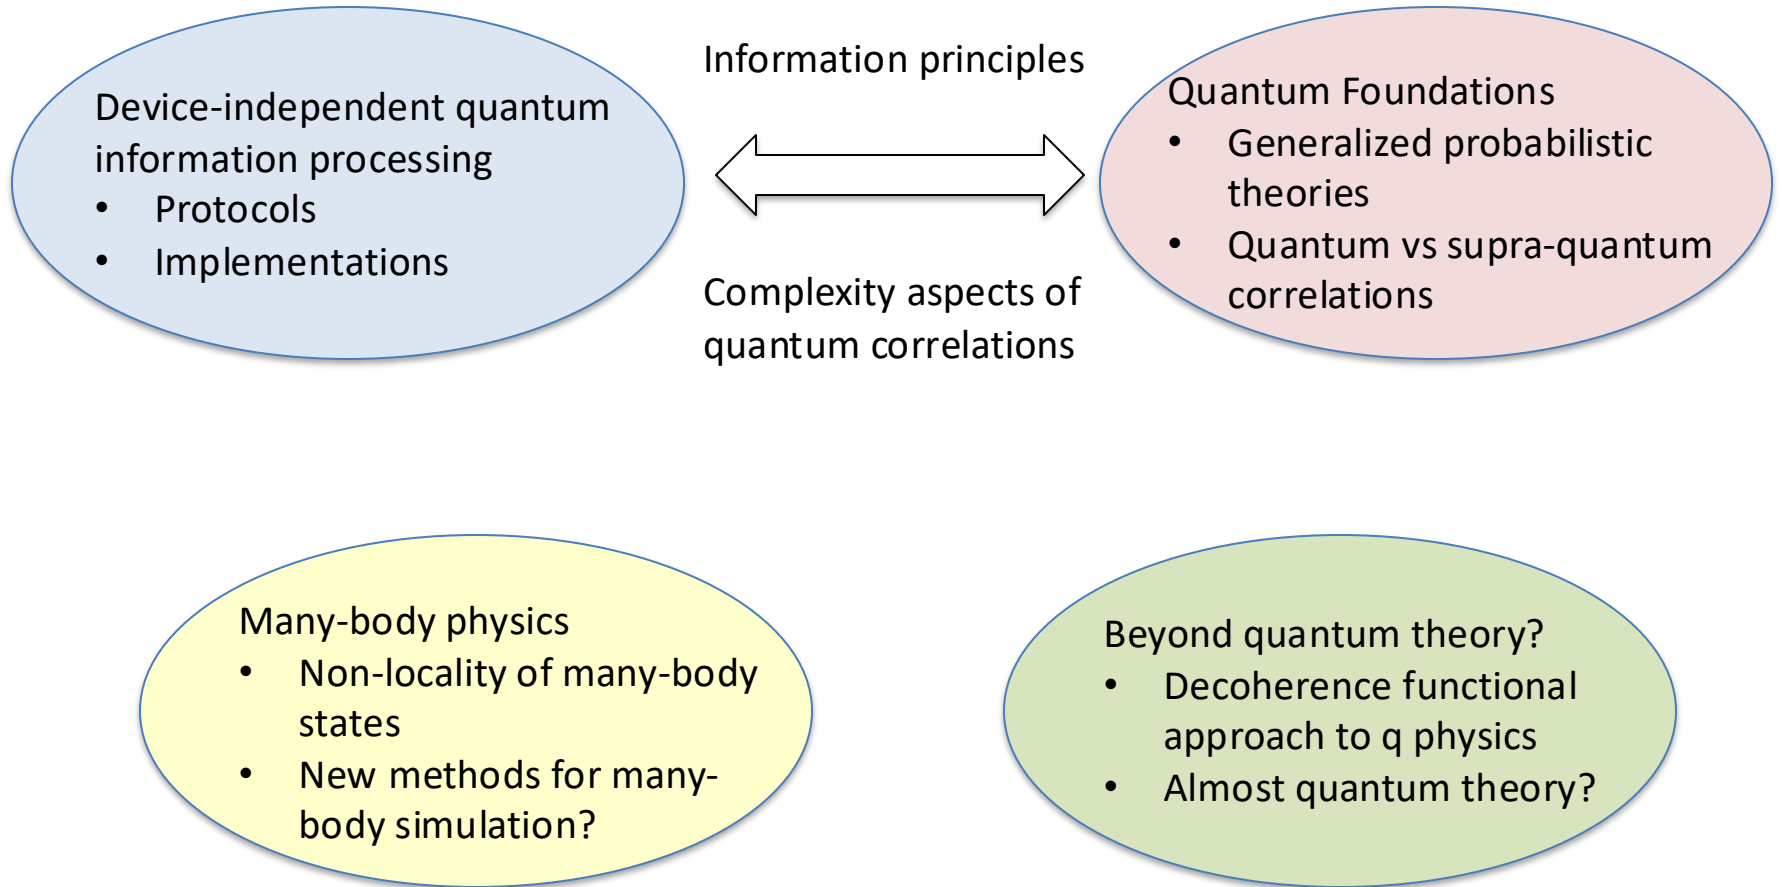 Device-independent quantum
information processing
• Protocols
• Implementations
Information principles
Complexity aspects of
quantum correlations
Quantum Foundations
• Generalized probabilistic
theories
• Quantum vs supra-quantum
correlations
Many-body physics
• Non-locality of many-body
states
• New methods for many-
body simulation?
Beyond quantum theory?
• Decoherence functional
approach to q physics
• Almost quantum theory?